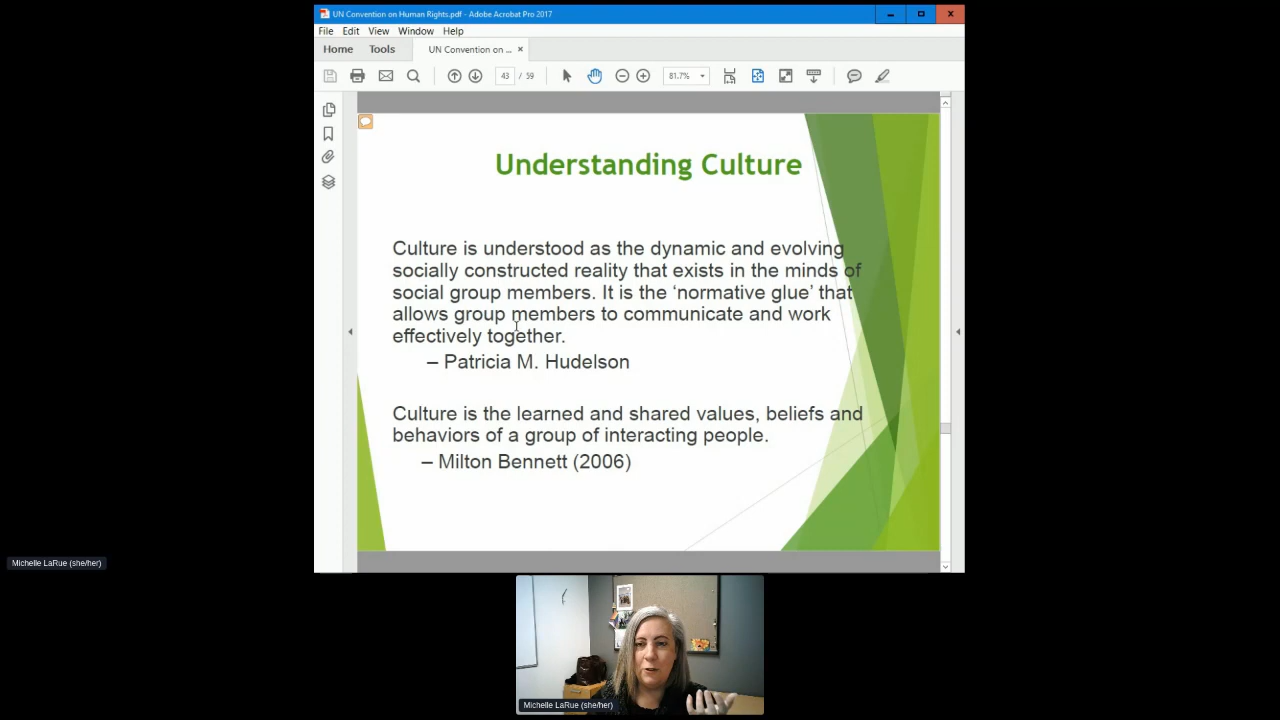 UN Convention on Human Rights.pdf - Adobe Acrobat Pro 2017
File Edit View Window Help
Home Tools UN Convention on ... ×
43 / 59 81.7%
Understanding Culture
Culture is understood as the dynamic and evolving
socially constructed reality that exists in the minds of
social group members. It is the ‘normative glue’ that
allows group members to communicate and work
effectively together.
– Patricia M. Hudelson
Culture is the learned and shared values, beliefs and
behaviors of a group of interacting people.
– Milton Bennett (2006)
Michelle LaRue (she/her)
Michelle LaRue (she/her)